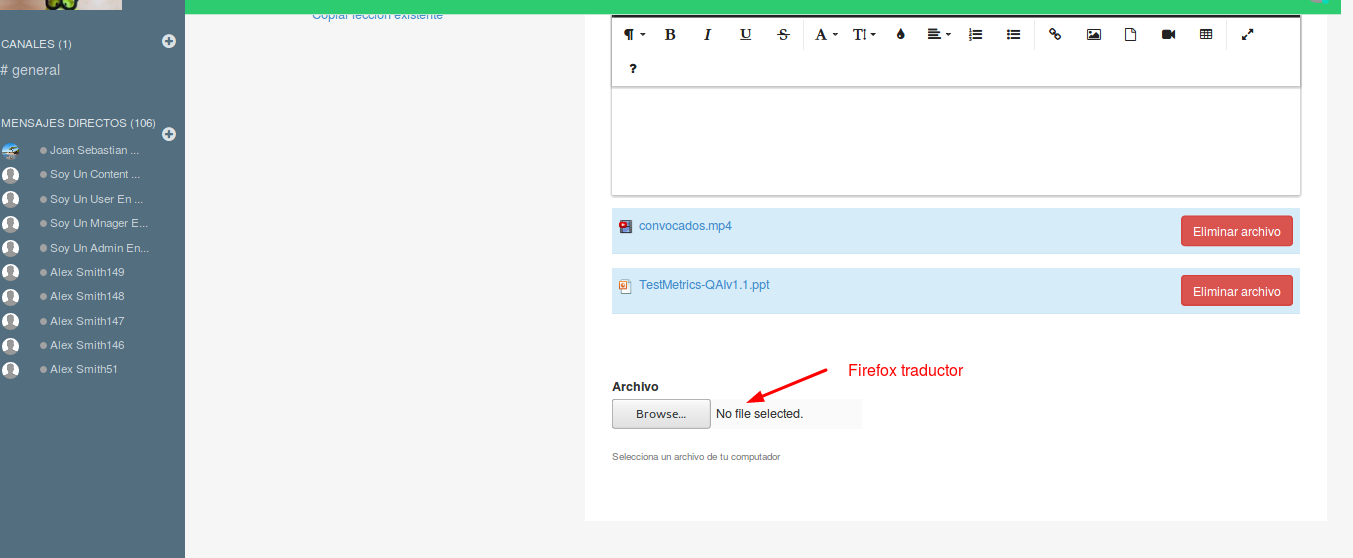 Copiar lección existente
CANALES (1)
# general
MENSAJES DIRECTOS (106)
Joan Sebastian ...
Soy Un Content ...
Soy Un User En ...
Soy Un Mnager E...
Soy Un Admin En...
Alex Smith149
Alex Smith148
Alex Smith147
Alex Smith146
Alex Smith51
¶ B I U S A T
?
convocados.mp4
Eliminar archivo
TestMetrics-QAIv1.1.ppt
Eliminar archivo
Firefox traductor
Archivo
Browse... No file selected.
Selecciona un archivo de tu computador